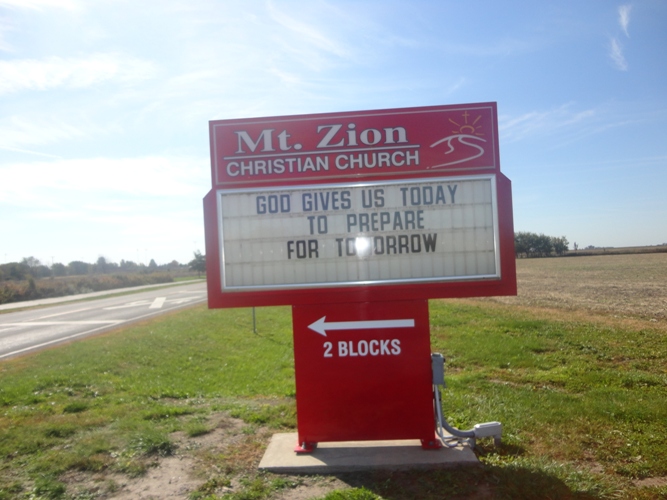 Mt. Zion
CHRISTIAN CHURCH
GOD GIVES US TODAY
TO PREPARE
FOR TOMORROW
2 BLOCKS